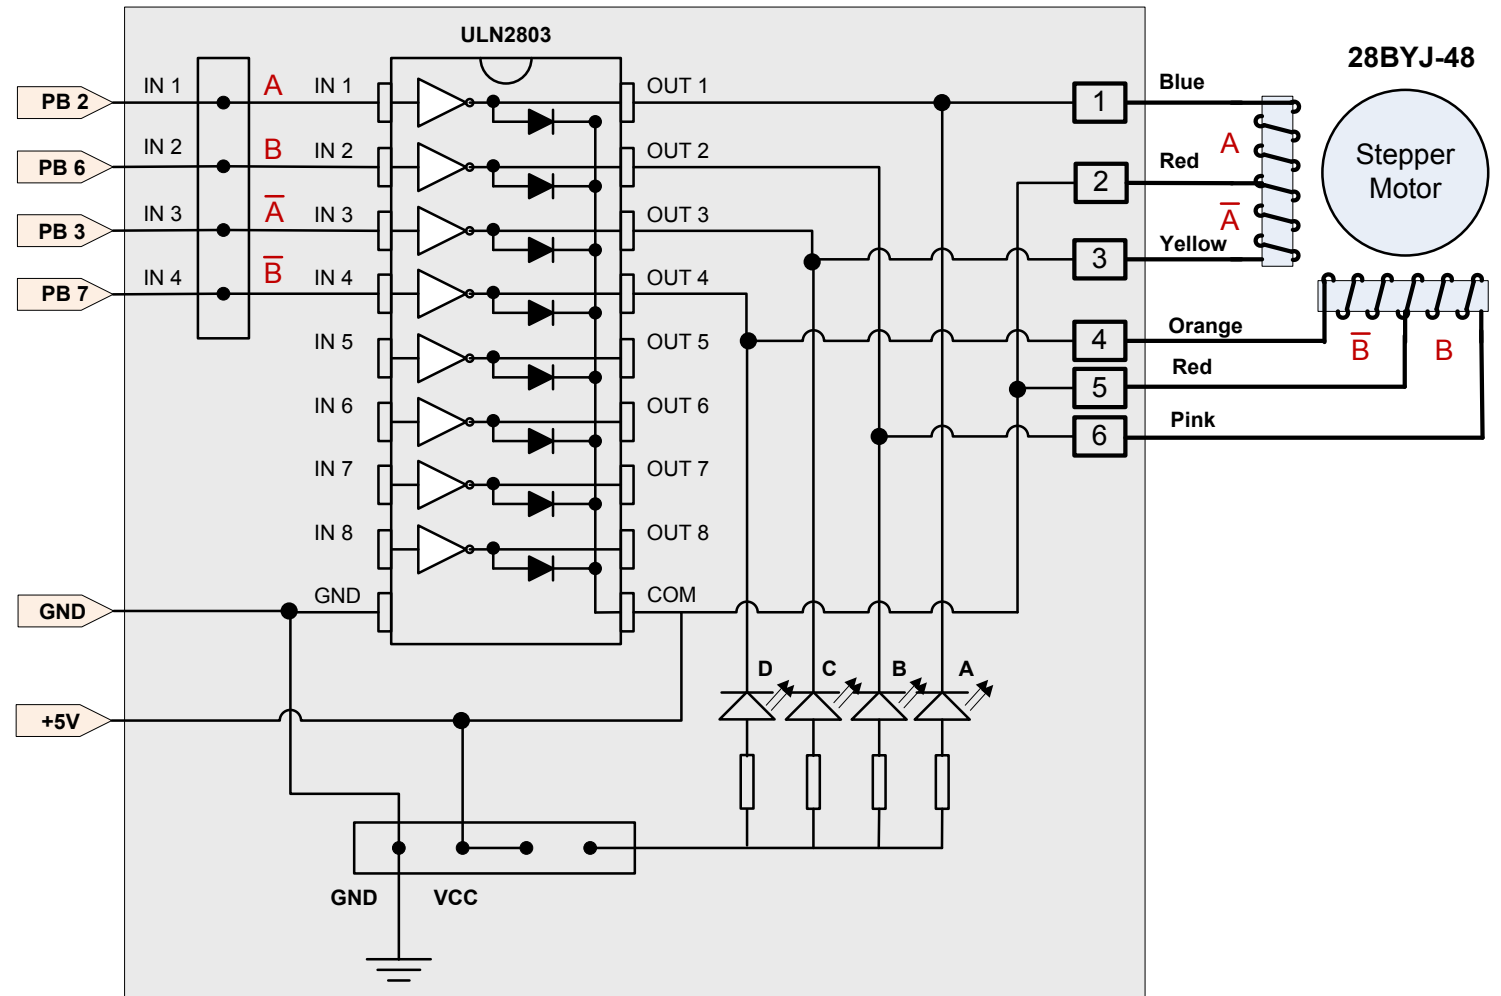 ULN2803
28BYJ-48
PB 2
IN 1
A
IN 1
OUT 1
1
Blue
PB 6
IN 2
B
IN 2
OUT 2
2
Red
A
Stepper
Motor
PB 3
IN 3
A̅
IN 3
OUT 3
3
Yellow
A̅
PB 7
IN 4
B̅
IN 4
OUT 4
4
Orange
B̅
B
IN 5
OUT 5
5
Red
IN 6
OUT 6
6
Pink
IN 7
OUT 7
IN 8
OUT 8
GND
GND
COM
D
C
B
A
+5V
GND
VCC